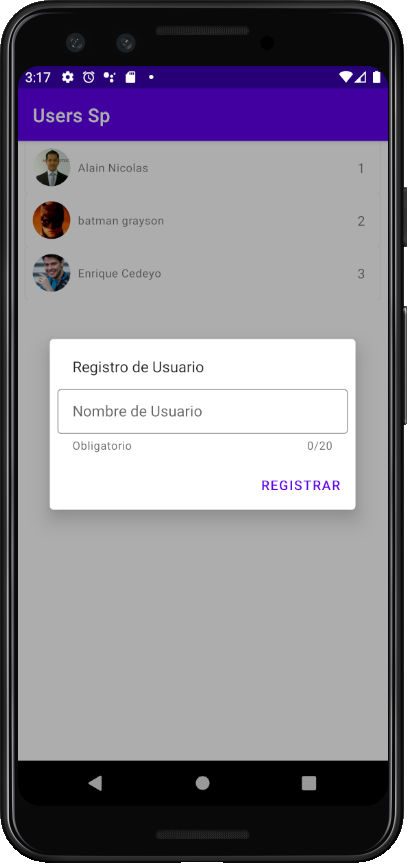 3:17
Users Sp
Alain Nicolas 1
batman grayson 2
Enrique Cedeyo 3
Registro de Usuario
Nombre de Usuario
Obligatorio 0/20
REGISTRAR